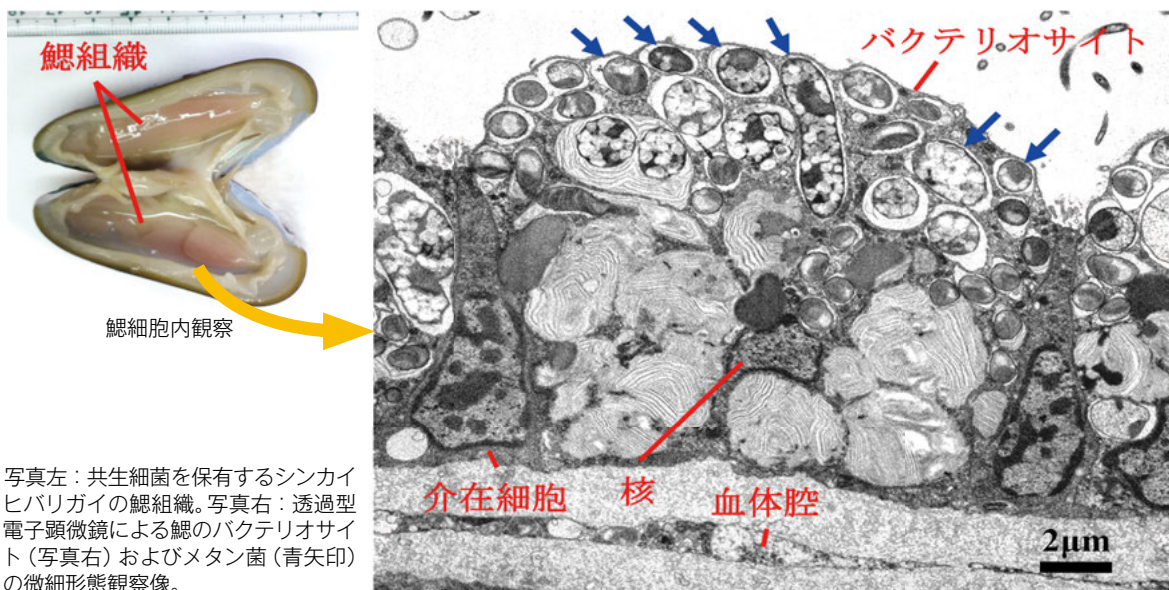 鰓組織
バクテリオサイト
鰓細胞内観察
介在細胞
核
血体腔
2μm
写真左：共生細菌を保有するシンカイ
ヒバリガイの鰓組織。写真右：透過型
電子顕微鏡による鰓のバクテリオサイ
ト（写真右）およびメタン菌（青矢印）
の微細形態観察像。